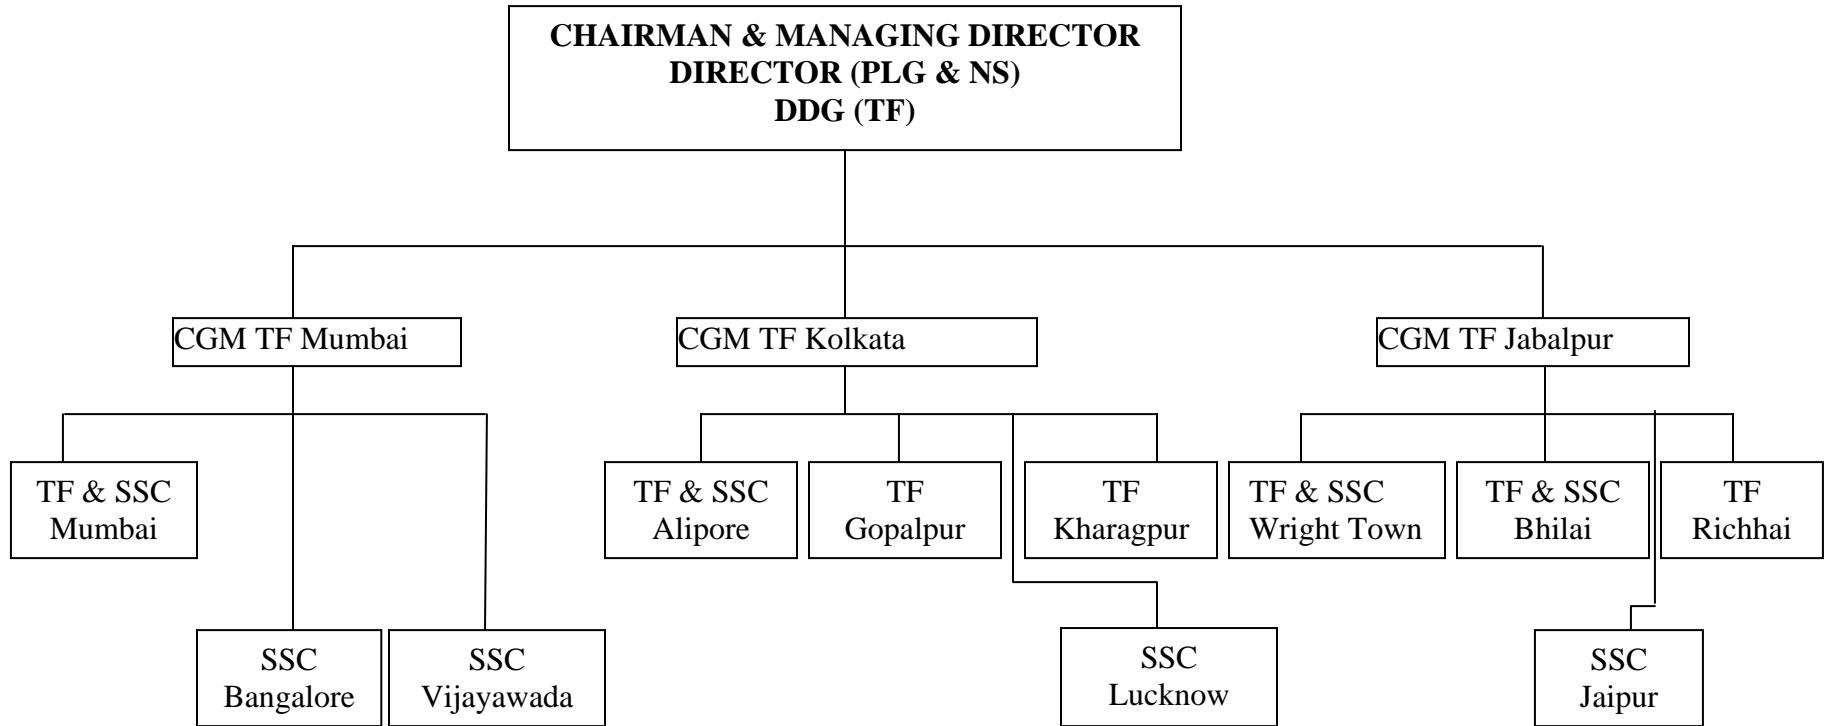 CHAIRMAN & MANAGING DIRECTOR
DIRECTOR (PLG & NS)
DDG (TF)
CGM TF Mumbai
CGM TF Kolkata
CGM TF Jabalpur
TF & SSC
Mumbai
TF & SSC
Alipore
TF
Gopalpur
TF
Kharagpur
TF & SSC
Wright Town
TF & SSC
Bhilai
TF
Richhai
SSC
Bangalore
SSC
Vijayawada
SSC
Lucknow
SSC
Jaipur